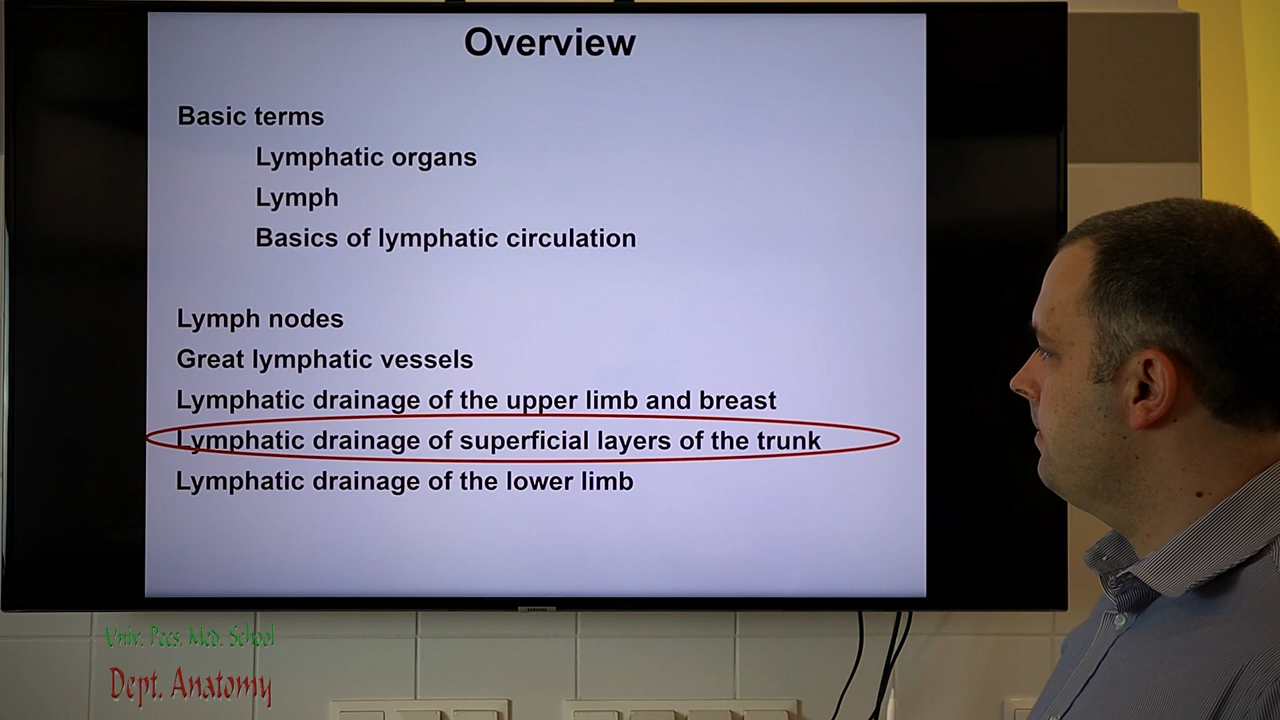 Overview
Basic terms
Lymphatic organs
Lymph
Basics of lymphatic circulation
Lymph nodes
Great lymphatic vessels
Lymphatic drainage of the upper limb and breast
Lymphatic drainage of superficial layers of the trunk
Lymphatic drainage of the lower limb
Univ. Pecs. Med. School
Dept. Anatomy